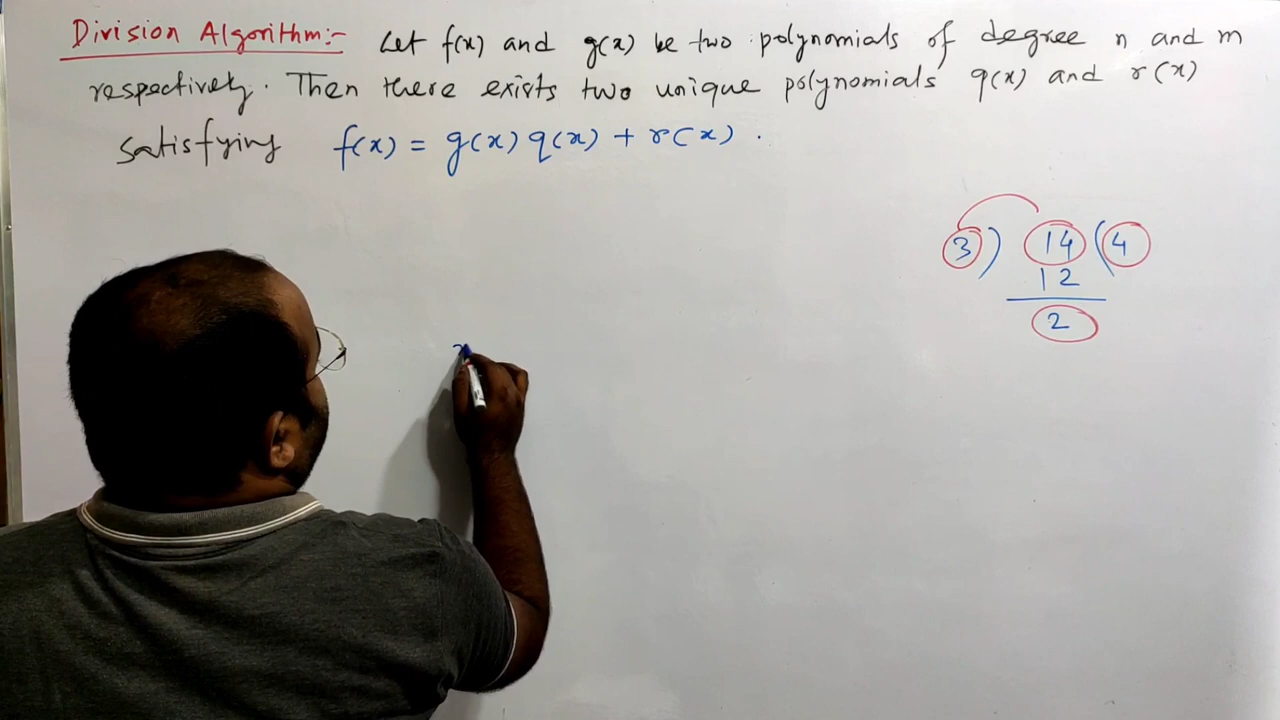 Division Algorithm:- Let f(x) and g(x) be two polynomials of degree n and m
respectively. Then there exists two unique polynomials q(x) and r(x)
satisfying f(x) = g(x) q(x) + r(x).
3) 14 (4
12
2